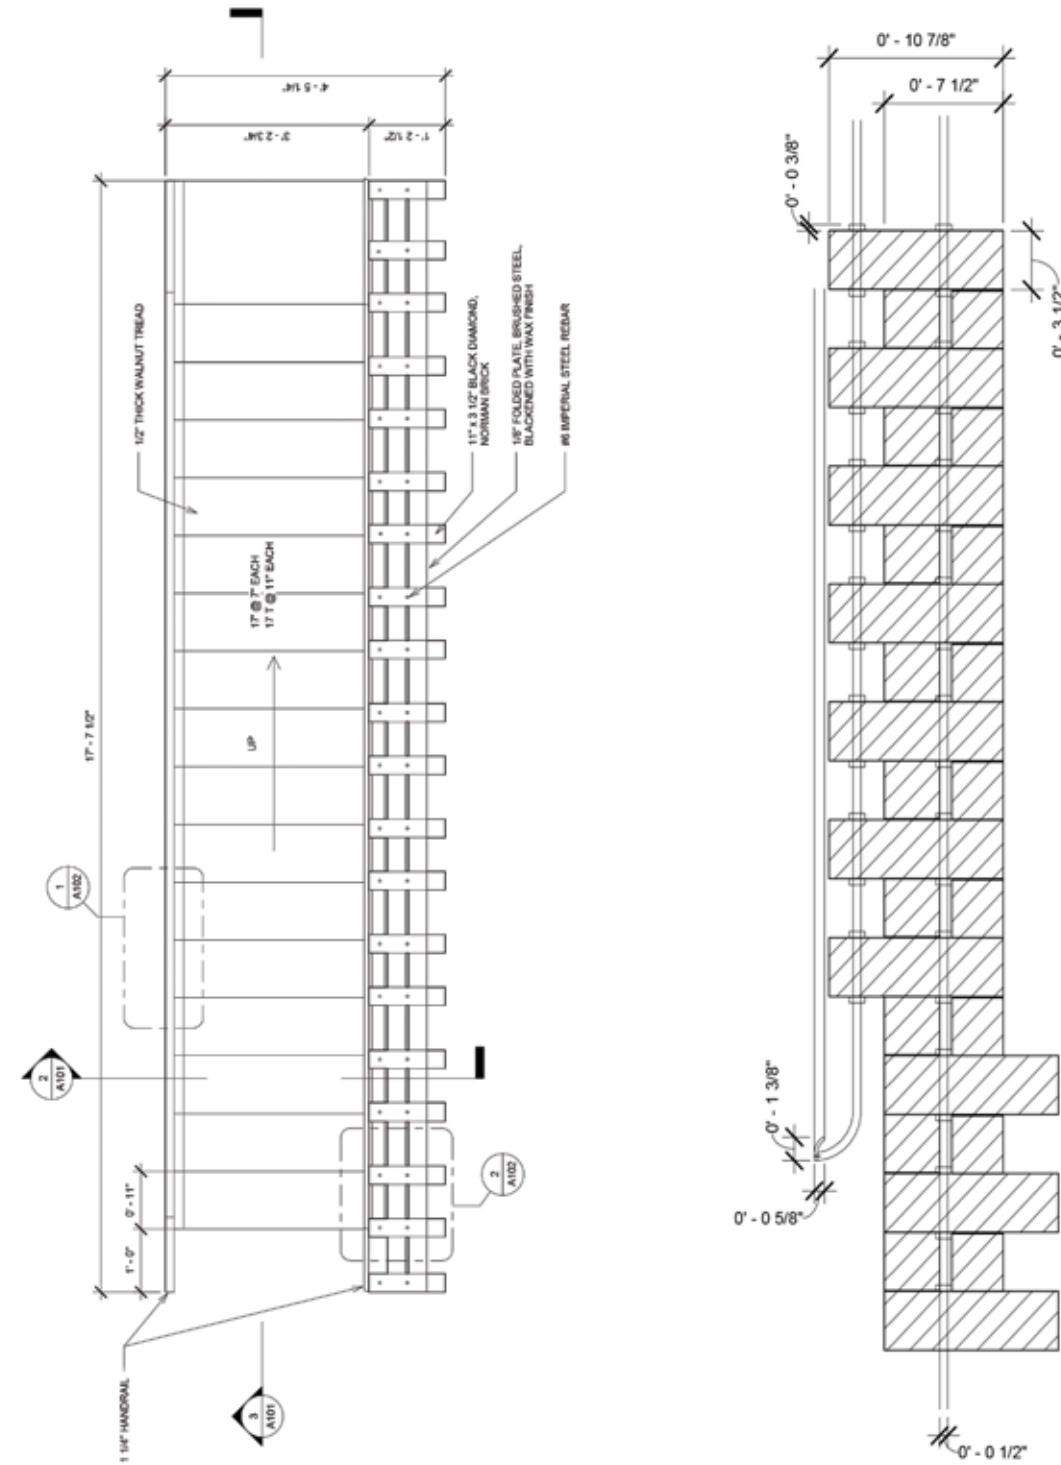 4' - 5 1/4"
3' - 2 3/4"
1' - 2 1/2"
17' - 7 1/2"
1/2" THICK WALNUT TREAD
11" x 3 1/2" BLACK DIAMOND,
NORMAN BRICK
1/8" FOLDED PLATE, BRUSHED STEEL,
BLACKENED WITH WAX FINISH
#6 IMPERIAL STEEL REBAR
17' @ 7" EACH
17 T @ 11" EACH
UP
1
A102
2
A101
2
A102
0' - 11"
1' - 0"
1 1/4" HANDRAIL
3
A101
0' - 10 7/8"
0' - 7 1/2"
0' - 0 3/8"
0' - 3 1/2"
0' - 1 3/8"
0' - 0 5/8"
0' - 0 1/2"